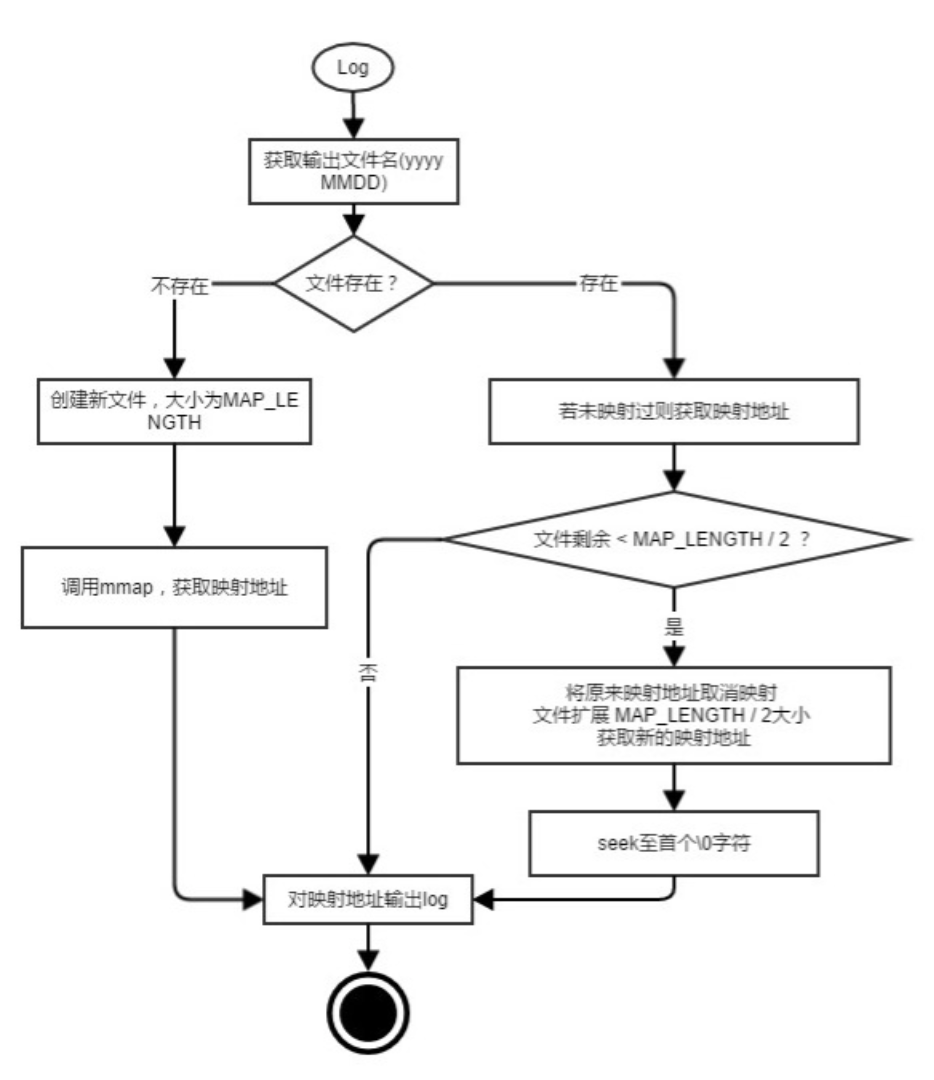 Log
获取输出文件名(yyyy
MMDD)
文件存在？
不存在
存在
创建新文件，大小为MAP_LE
NGTH
若未映射过则获取映射地址
文件剩余 < MAP_LENGTH / 2 ？
调用mmap，获取映射地址
是
否
将原来映射地址取消映射
文件扩展 MAP_LENGTH / 2大小
获取新的映射地址
seek至首个\0字符
对映射地址输出log